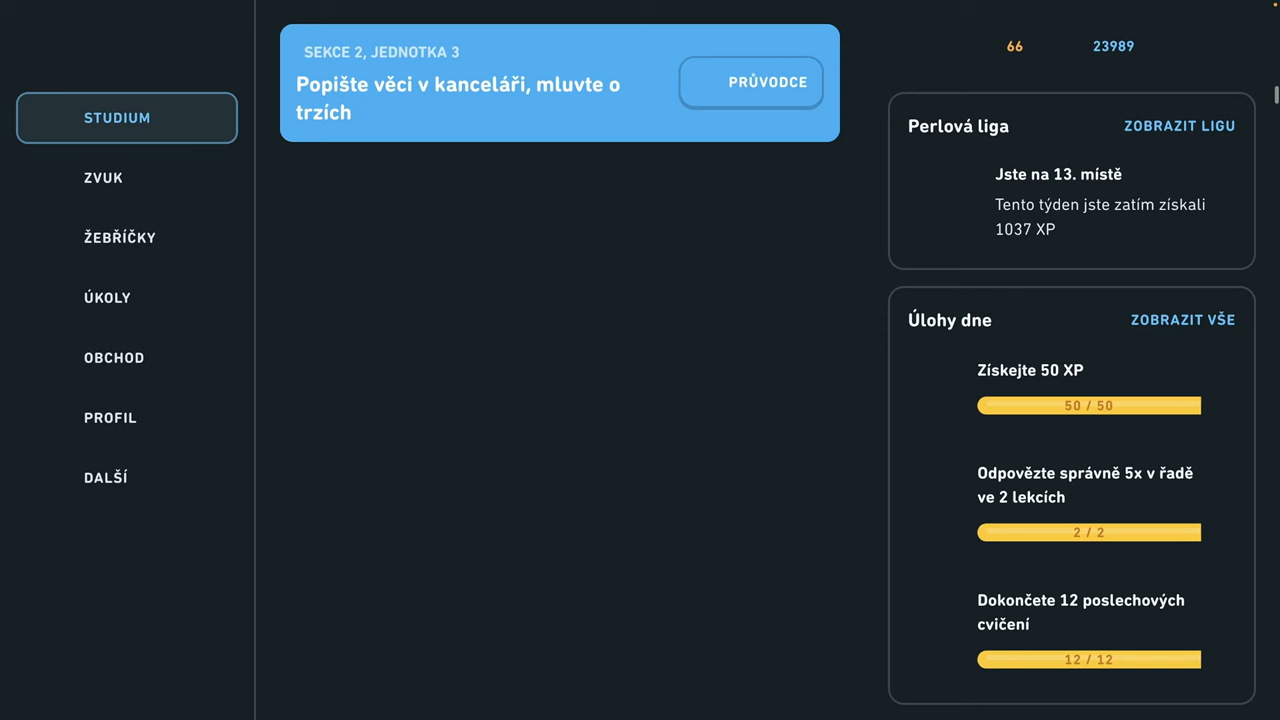 STUDIUM
ZVUK
ŽEBŘÍČKY
ÚKOLY
OBCHOD
PROFIL
DALŠÍ
SEKCE 2, JEDNOTKA 3
Popište věci v kanceláři, mluvte o
trzích
PRŮVODCE
66
23989
Perlová liga
ZOBRAZIT LIGU
Jste na 13. místě
Tento týden jste zatím získali
1037 XP
Úlohy dne
ZOBRAZIT VŠE
Získejte 50 XP
50 / 50
Odpovězte správně 5x v řadě
ve 2 lekcích
2 / 2
Dokončete 12 poslechových
cvičení
12 / 12